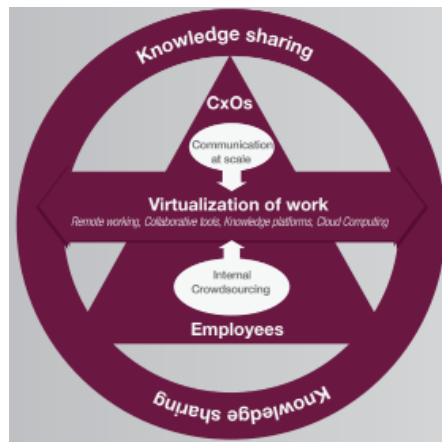 Knowledge sharing
CxOs
Communication
at scale
Virtualization of work
Remote working, Collaborative tools, Knowledge platforms, Cloud Computing
Internal
Crowdsourcing
Employees
Knowledge sharing